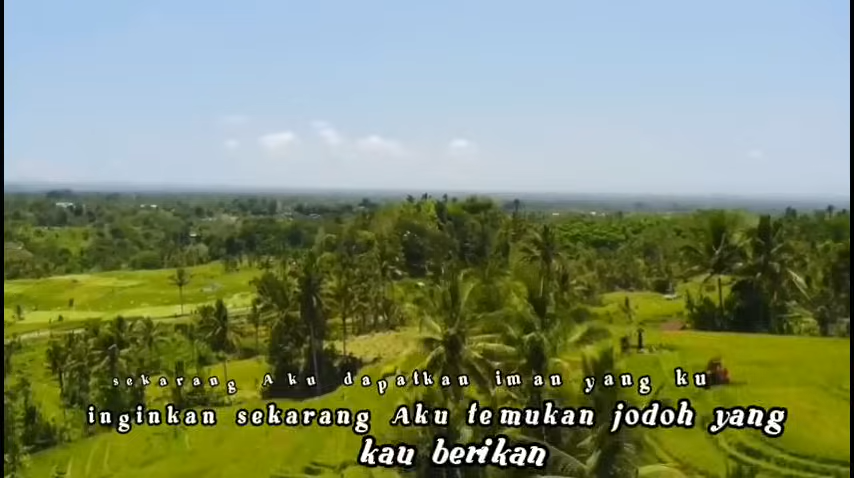 sekarang Aku dapatkan iman yang ku
inginkan sekarang Aku temukan jodoh yang
kau berikan